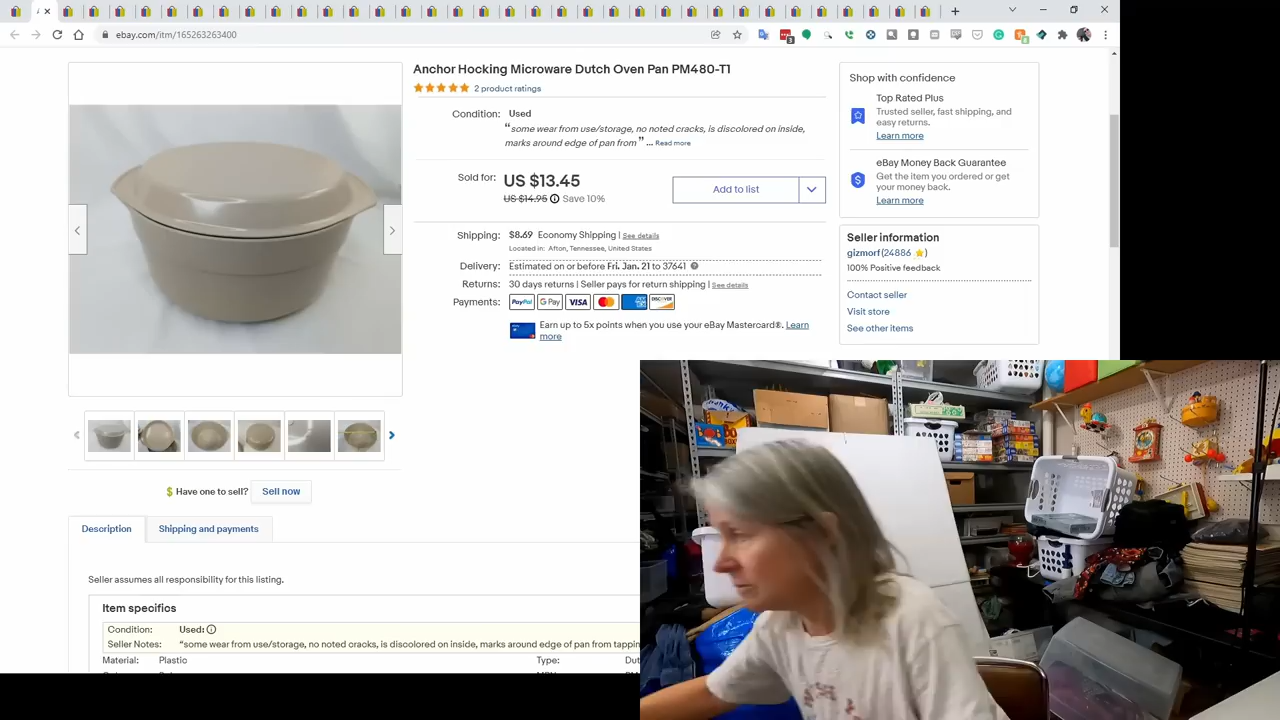 ebay.com/itm/165263263400
3
8
Anchor Hocking Microware Dutch Oven Pan PM480-T1
2 product ratings
Condition: Used
“some wear from use/storage, no noted cracks, is discolored on inside,
marks around edge of pan from ” ... Read more
Sold for: US $13.45
US $14.95 Save 10%
Add to list
Shipping: $8.69 Economy Shipping | See details
Located in: Afton, Tennessee, United States
Delivery: Estimated on or before Fri. Jan. 21 to 37641
Returns: 30 days returns | Seller pays for return shipping | See details
Payments: PayPal G Pay VISA DISCOVER
Earn up to 5x points when you use your eBay Mastercard®. Learn
more
Shop with confidence
Top Rated Plus
Trusted seller, fast shipping, and
easy returns.
Learn more
eBay Money Back Guarantee
Get the item you ordered or get
your money back.
Learn more
Seller information
gizmorf (24886 )
100% Positive feedback
Contact seller
Visit store
See other items
Have one to sell? Sell now
Description
Shipping and payments
Seller assumes all responsibility for this listing.
Item specifics
Condition: Used:
Seller Notes: “some wear from use/storage, no noted cracks, is discolored on inside, marks around edge of pan from tappin
Material: Plastic
Type: Dut